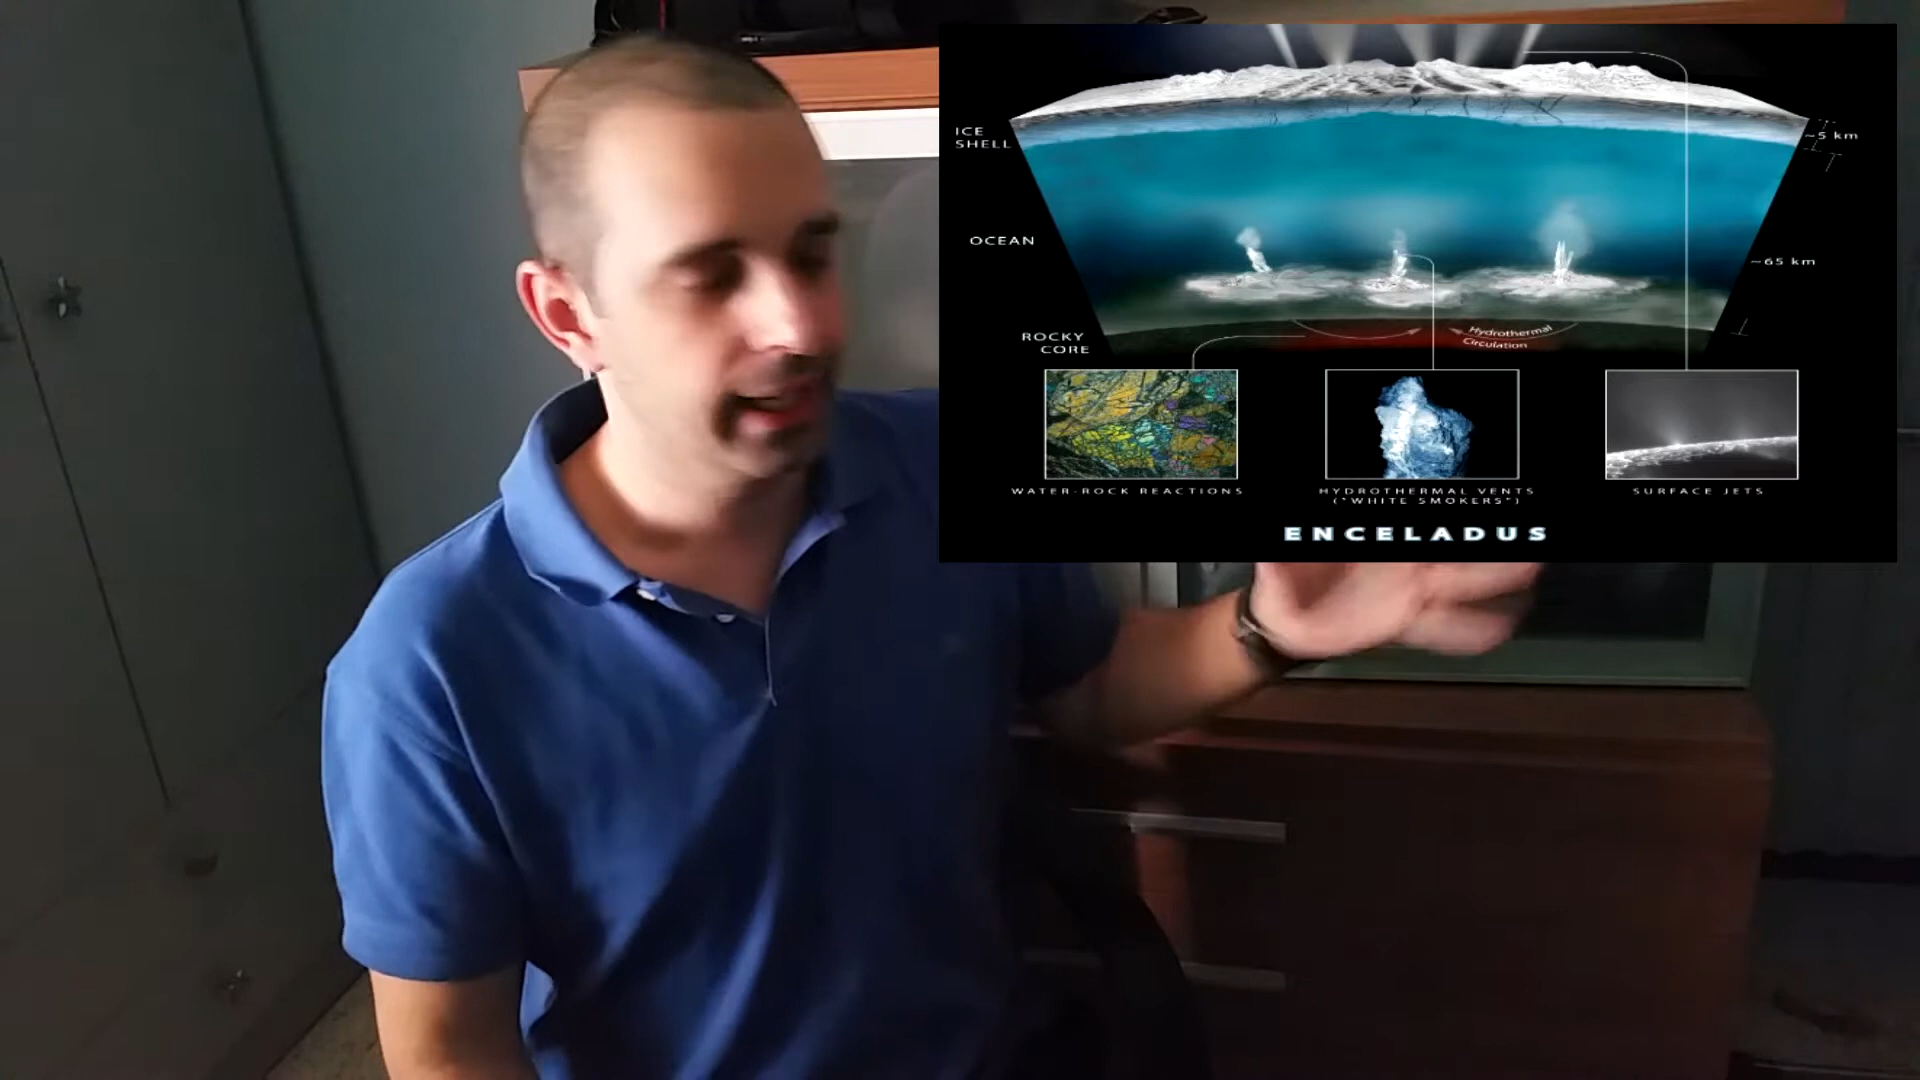 ICE
SHELL
~5 km
OCEAN
~65 km
ROCKY
CORE
Hydrothermal
Circulation
WATER-ROCK REACTIONS
HYDROTHERMAL VENTS
("WHITE SMOKERS")
SURFACE JETS
ENCELADUS